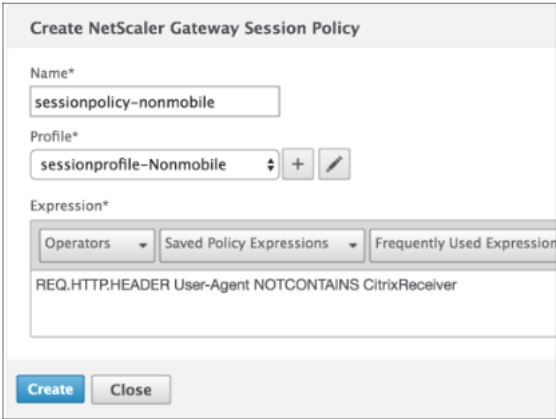 Create NetScaler Gateway Session Policy
Name*
sessionpolicy-nonmobile
Profile*
sessionprofile-Nonmobile
Expression*
Operators Saved Policy Expressions Frequently Used Expression
REQ.HTTP.HEADER User-Agent NOTCONTAINS CitrixReceiver
Create Close